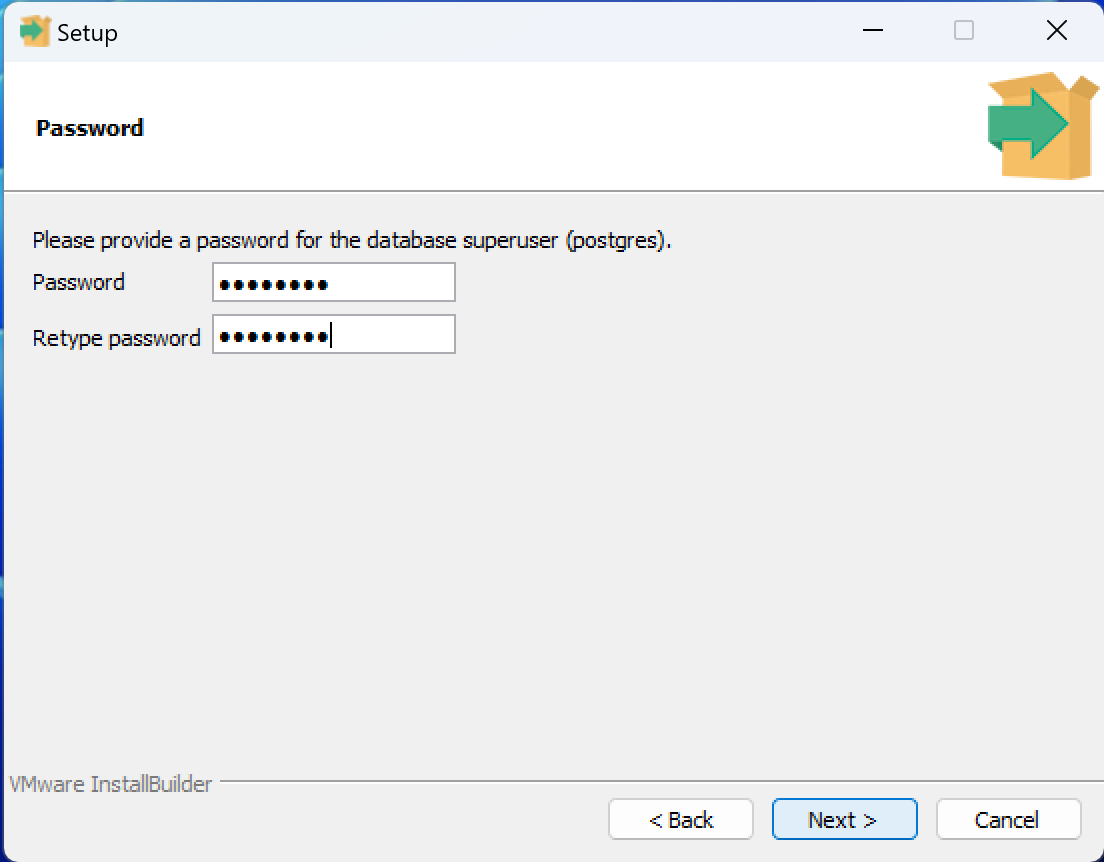 Setup
Password
Please provide a password for the database superuser (postgres).
Password ●●●●●●●●
Retype password ●●●●●●●●
VMware InstallBuilder
< Back Next > Cancel